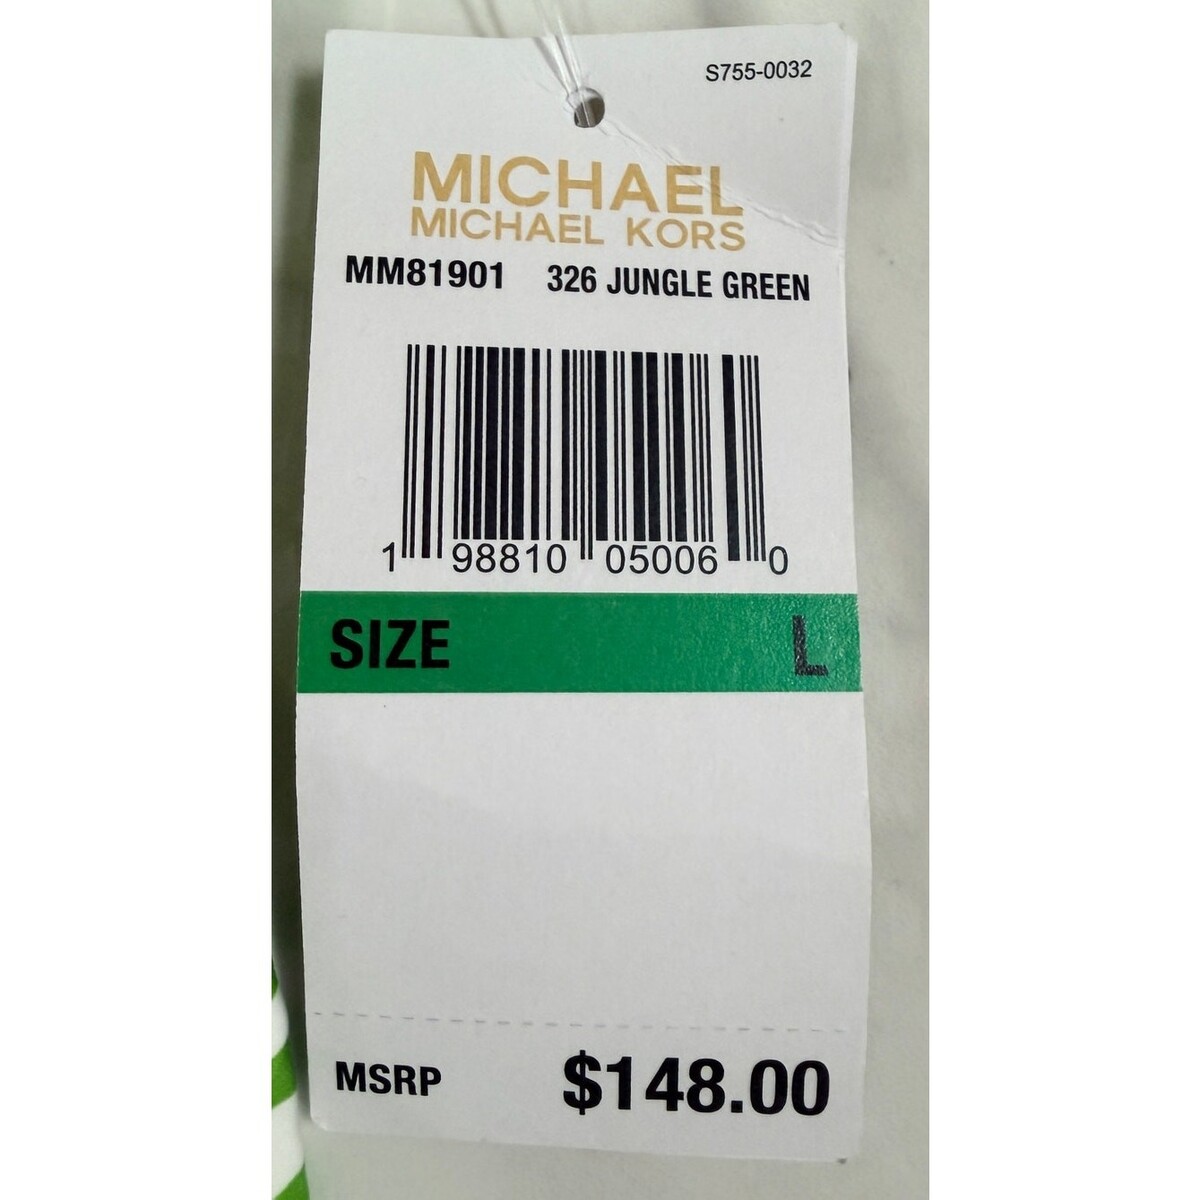 S755-0032
MICHAEL
MICHAEL KORS
MM81901 326 JUNGLE GREEN
1 98810 05006 0
SIZE L
MSRP $148.00